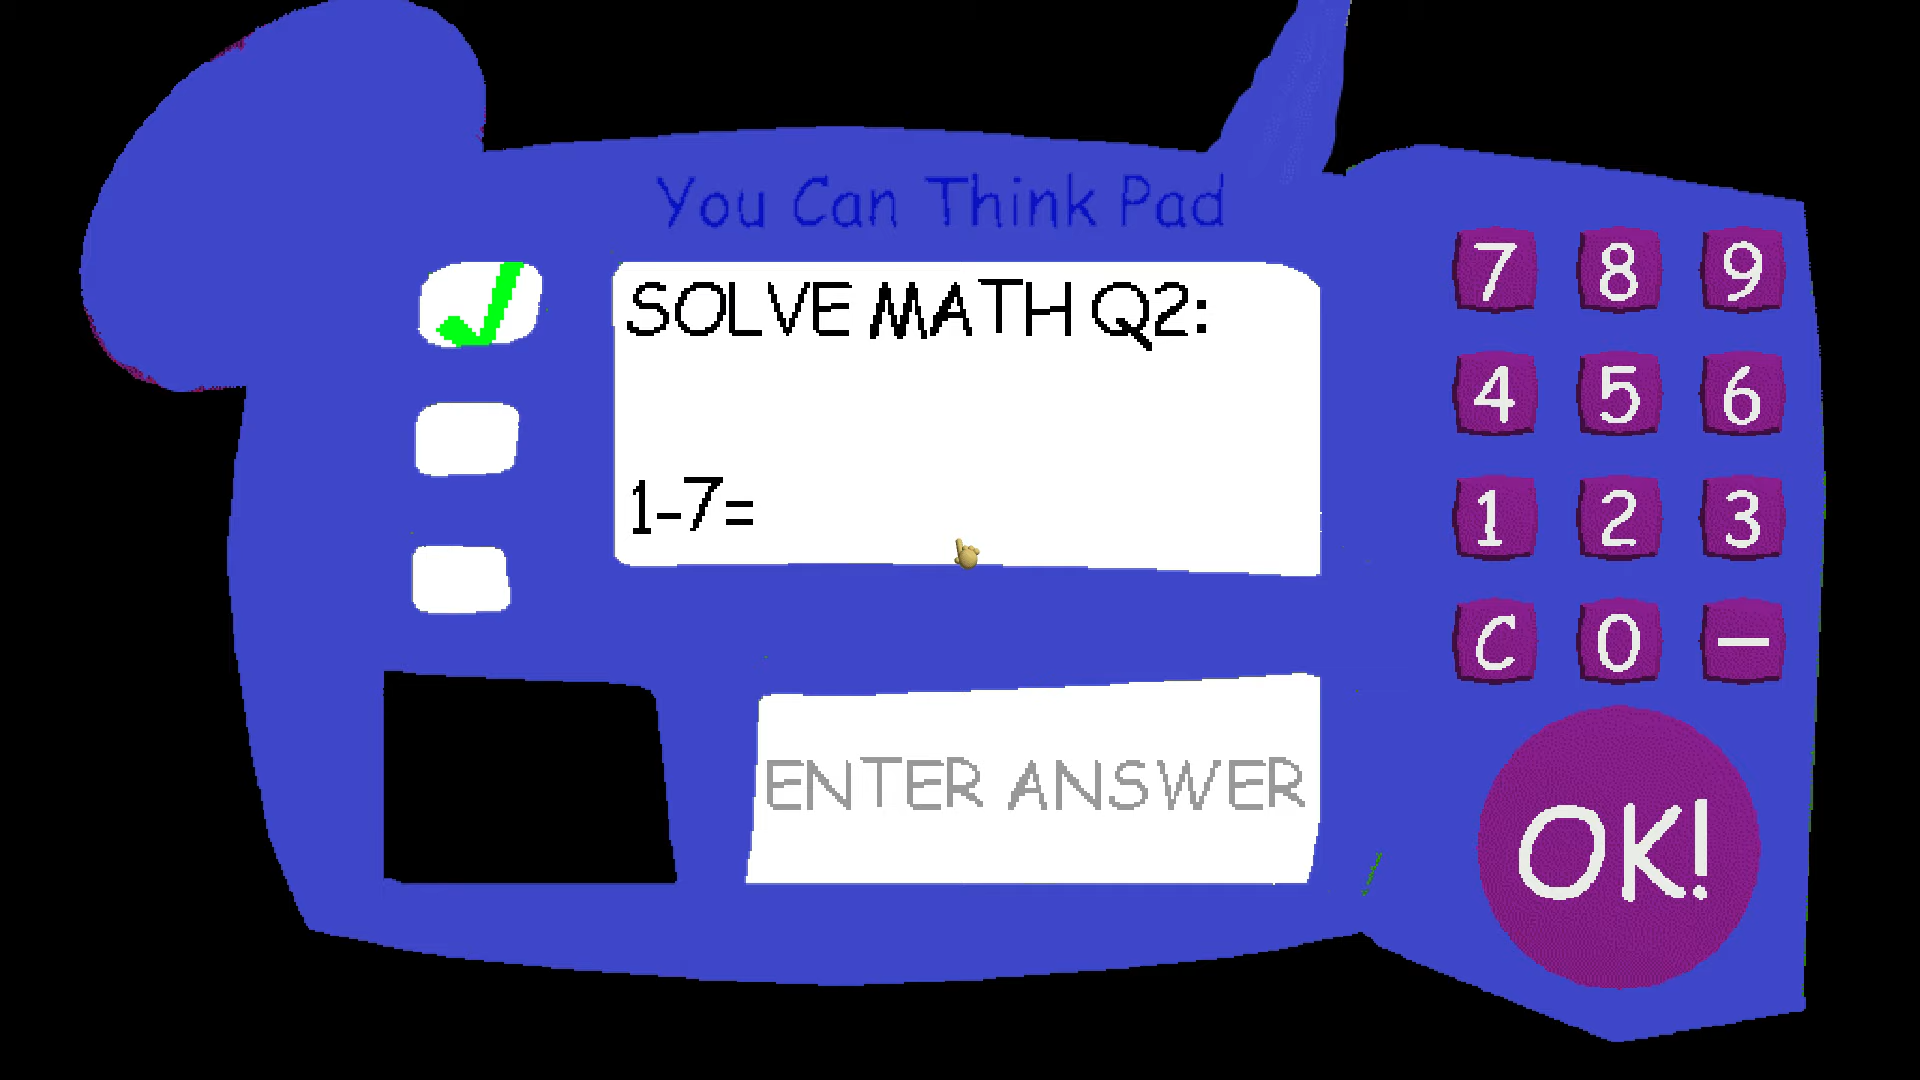 You Can Think Pad
SOLVE MATH Q2:
1-7=
ENTER ANSWER
7 8 9
4 5 6
1 2 3
C 0 −
OK!